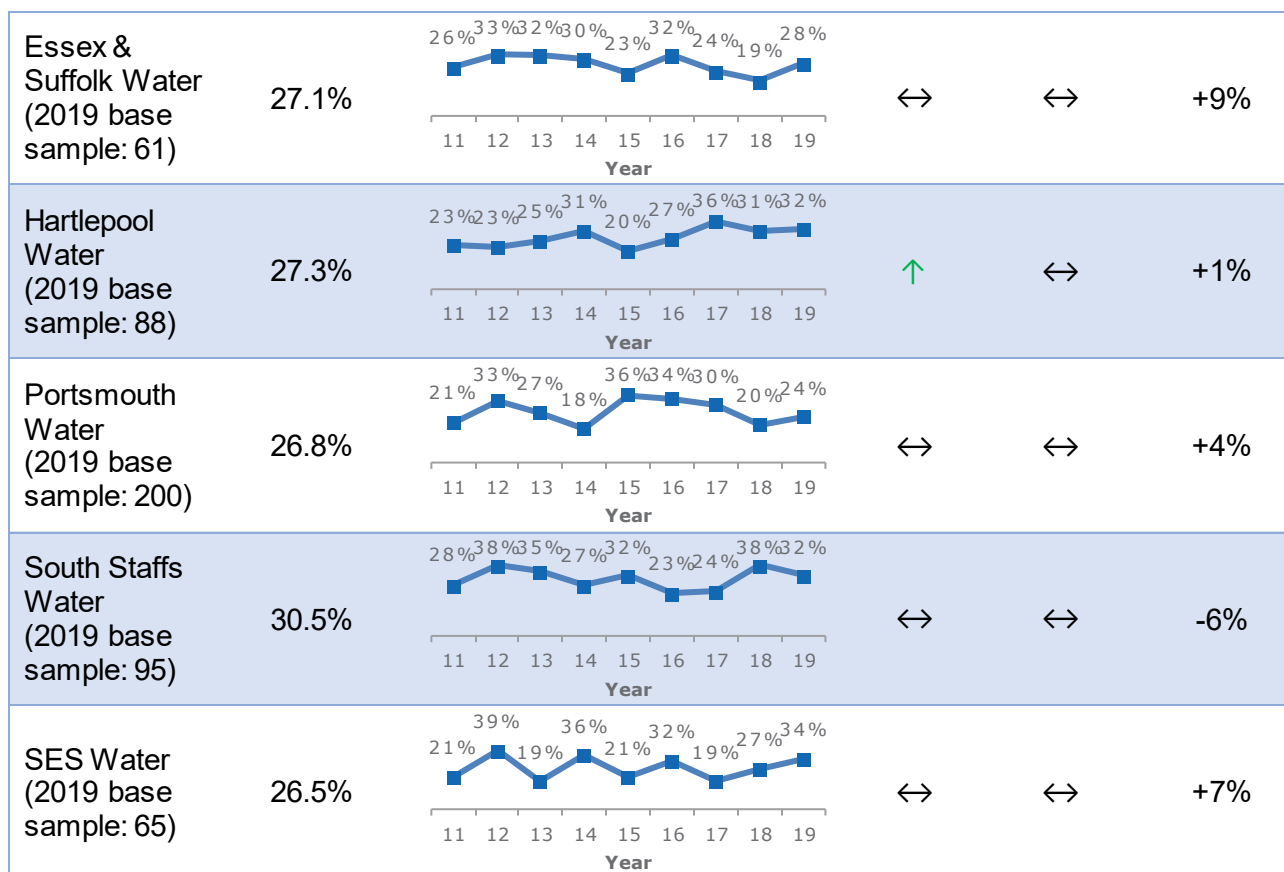 Essex &
Suffolk Water
(2019 base
sample: 61)
27.1%
26% 33% 32% 30% 23% 32% 24% 19% 28%
11 12 13 14 15 16 17 18 19
Year
↔ ↔ +9%
Hartlepool
Water
(2019 base
sample: 88)
27.3%
23% 23% 25% 31% 20% 27% 36% 31% 32%
11 12 13 14 15 16 17 18 19
Year
↑ ↔ +1%
Portsmouth
Water
(2019 base
sample: 200)
26.8%
21% 33% 27% 18% 36% 34% 30% 20% 24%
11 12 13 14 15 16 17 18 19
Year
↔ ↔ +4%
South Staffs
Water
(2019 base
sample: 95)
30.5%
28% 38% 35% 27% 32% 23% 24% 38% 32%
11 12 13 14 15 16 17 18 19
Year
↔ ↔ -6%
SES Water
(2019 base
sample: 65)
26.5%
21% 39% 19% 36% 21% 32% 19% 27% 34%
11 12 13 14 15 16 17 18 19
Year
↔ ↔ +7%